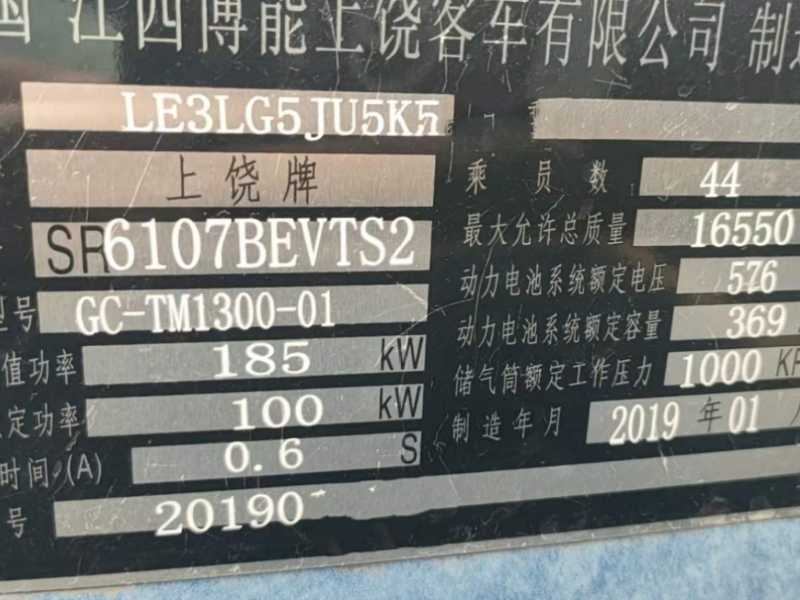 国 江西博能上饶客车有限公司 制造
LE3LG5JU5K5
上饶牌
乘员数 44
SR6107BEVTS2
最大允许总质量 16550
型号 GC-TM1300-01
动力电池系统额定电压 576
值功率 185 kW
动力电池系统额定容量 369
定功率 100 kW
储气筒额定工作压力 1000 KP
时间(A) 0.6 S
制造年月 2019 年 01 月
号 20190